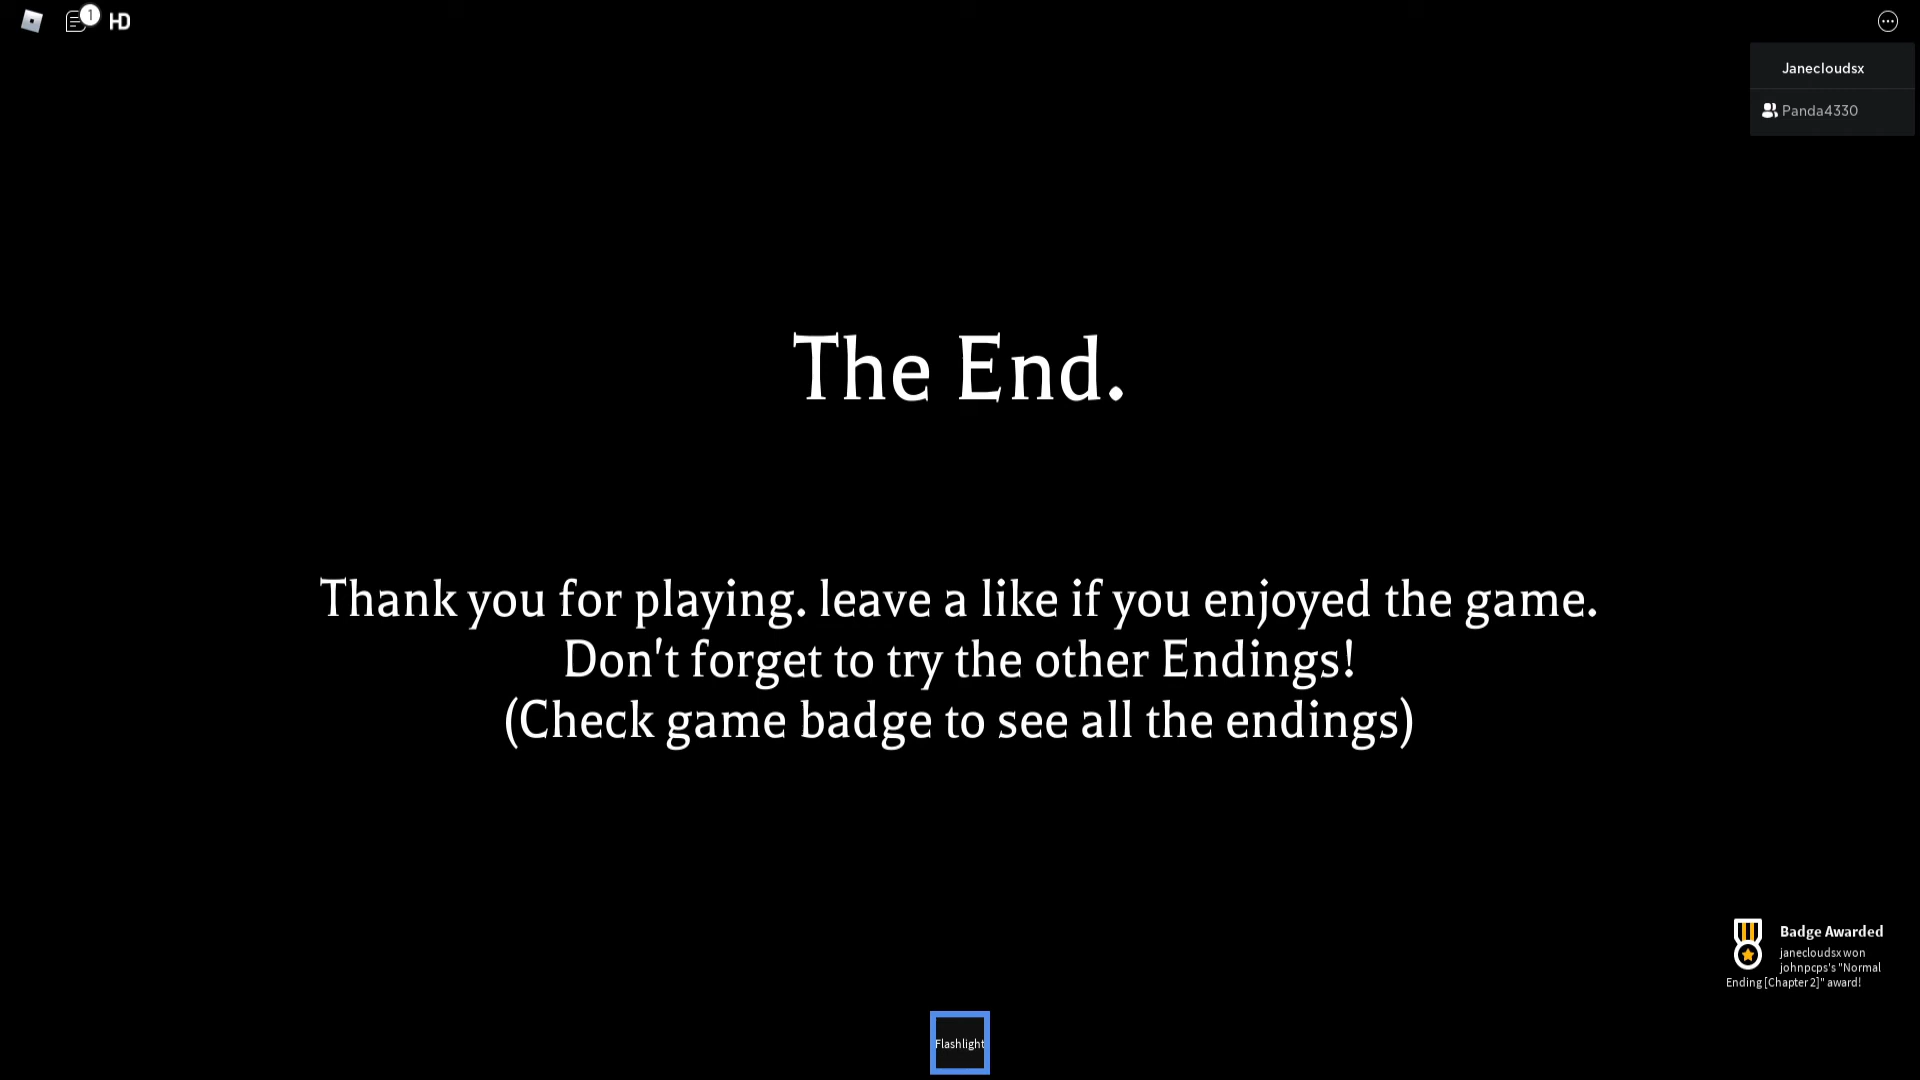 1
HD
Janecloudsx
Panda4330
The End.
Thank you for playing. leave a like if you enjoyed the game.
Don't forget to try the other Endings!
(Check game badge to see all the endings)
Badge Awarded
janecloudsx won
johnpcps's "Normal
Ending [Chapter 2]" award!
Flashlight